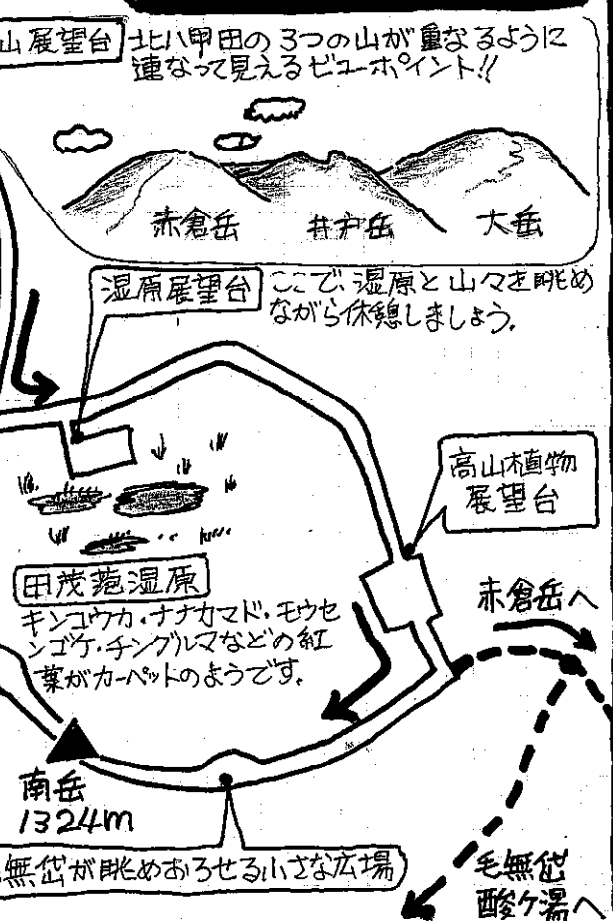 山展望台
北八甲田の3つの山が重なるように
連なって見えるビューポイント!!
赤倉岳
井戸岳
大岳
湿原展望台
ここで、湿原と山々を眺め
ながら休憩しましょう。
高山植物
展望台
田茂萢湿原
キンコウカ・ナナカマド・モウセ
ンゴケ・チングルマなどの紅
葉がカーペットのようです。
赤倉岳へ
南岳
1324m
無岱が眺めおろせる小さな広場
毛無岱
酸ヶ湯へ